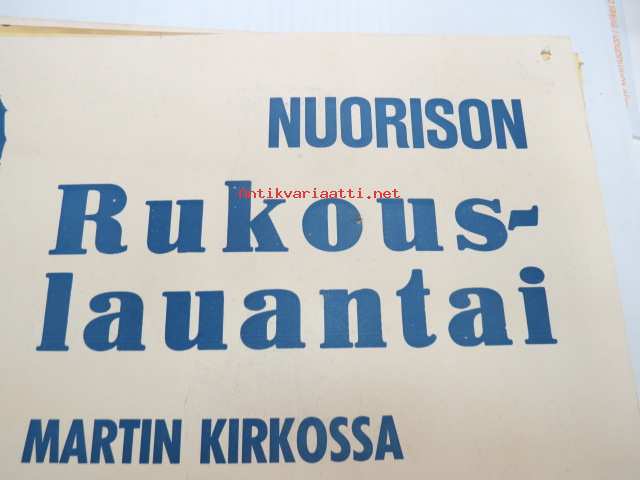 NUORISON
Antikvariaatti.net
Rukous-
lauantai
MARTIN KIRKOSSA